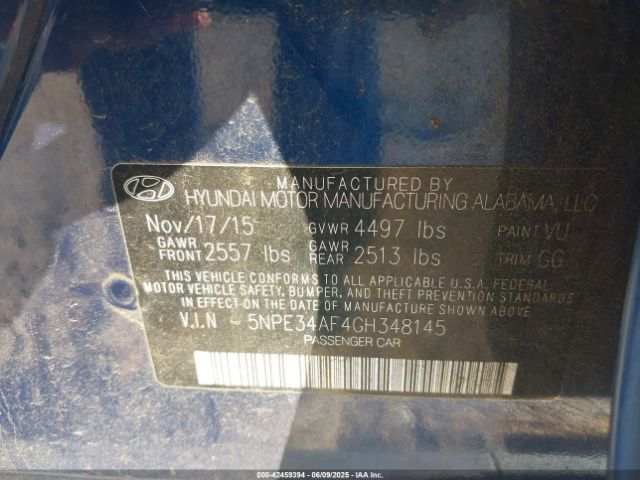 MANUFACTURED BY
HYUNDAI MOTOR MANUFACTURING ALABAMA, LLC
Nov/17/15 GVWR 4497 lbs PAINT VU
GAWR FRONT 2557 lbs GAWR REAR 2513 lbs TRIM GG
THIS VEHICLE CONFORMS TO ALL APPLICABLE U.S.A. FEDERAL
MOTOR VEHICLE SAFETY, BUMPER, AND THEFT PREVENTION STANDARDS
IN EFFECT ON THE DATE OF MANUFACTURE SHOWN ABOVE.
V.I.N - 5NPE34AF4GH348145
PASSENGER CAR
000-42459394 | 06/09/2025 - IAA Inc.